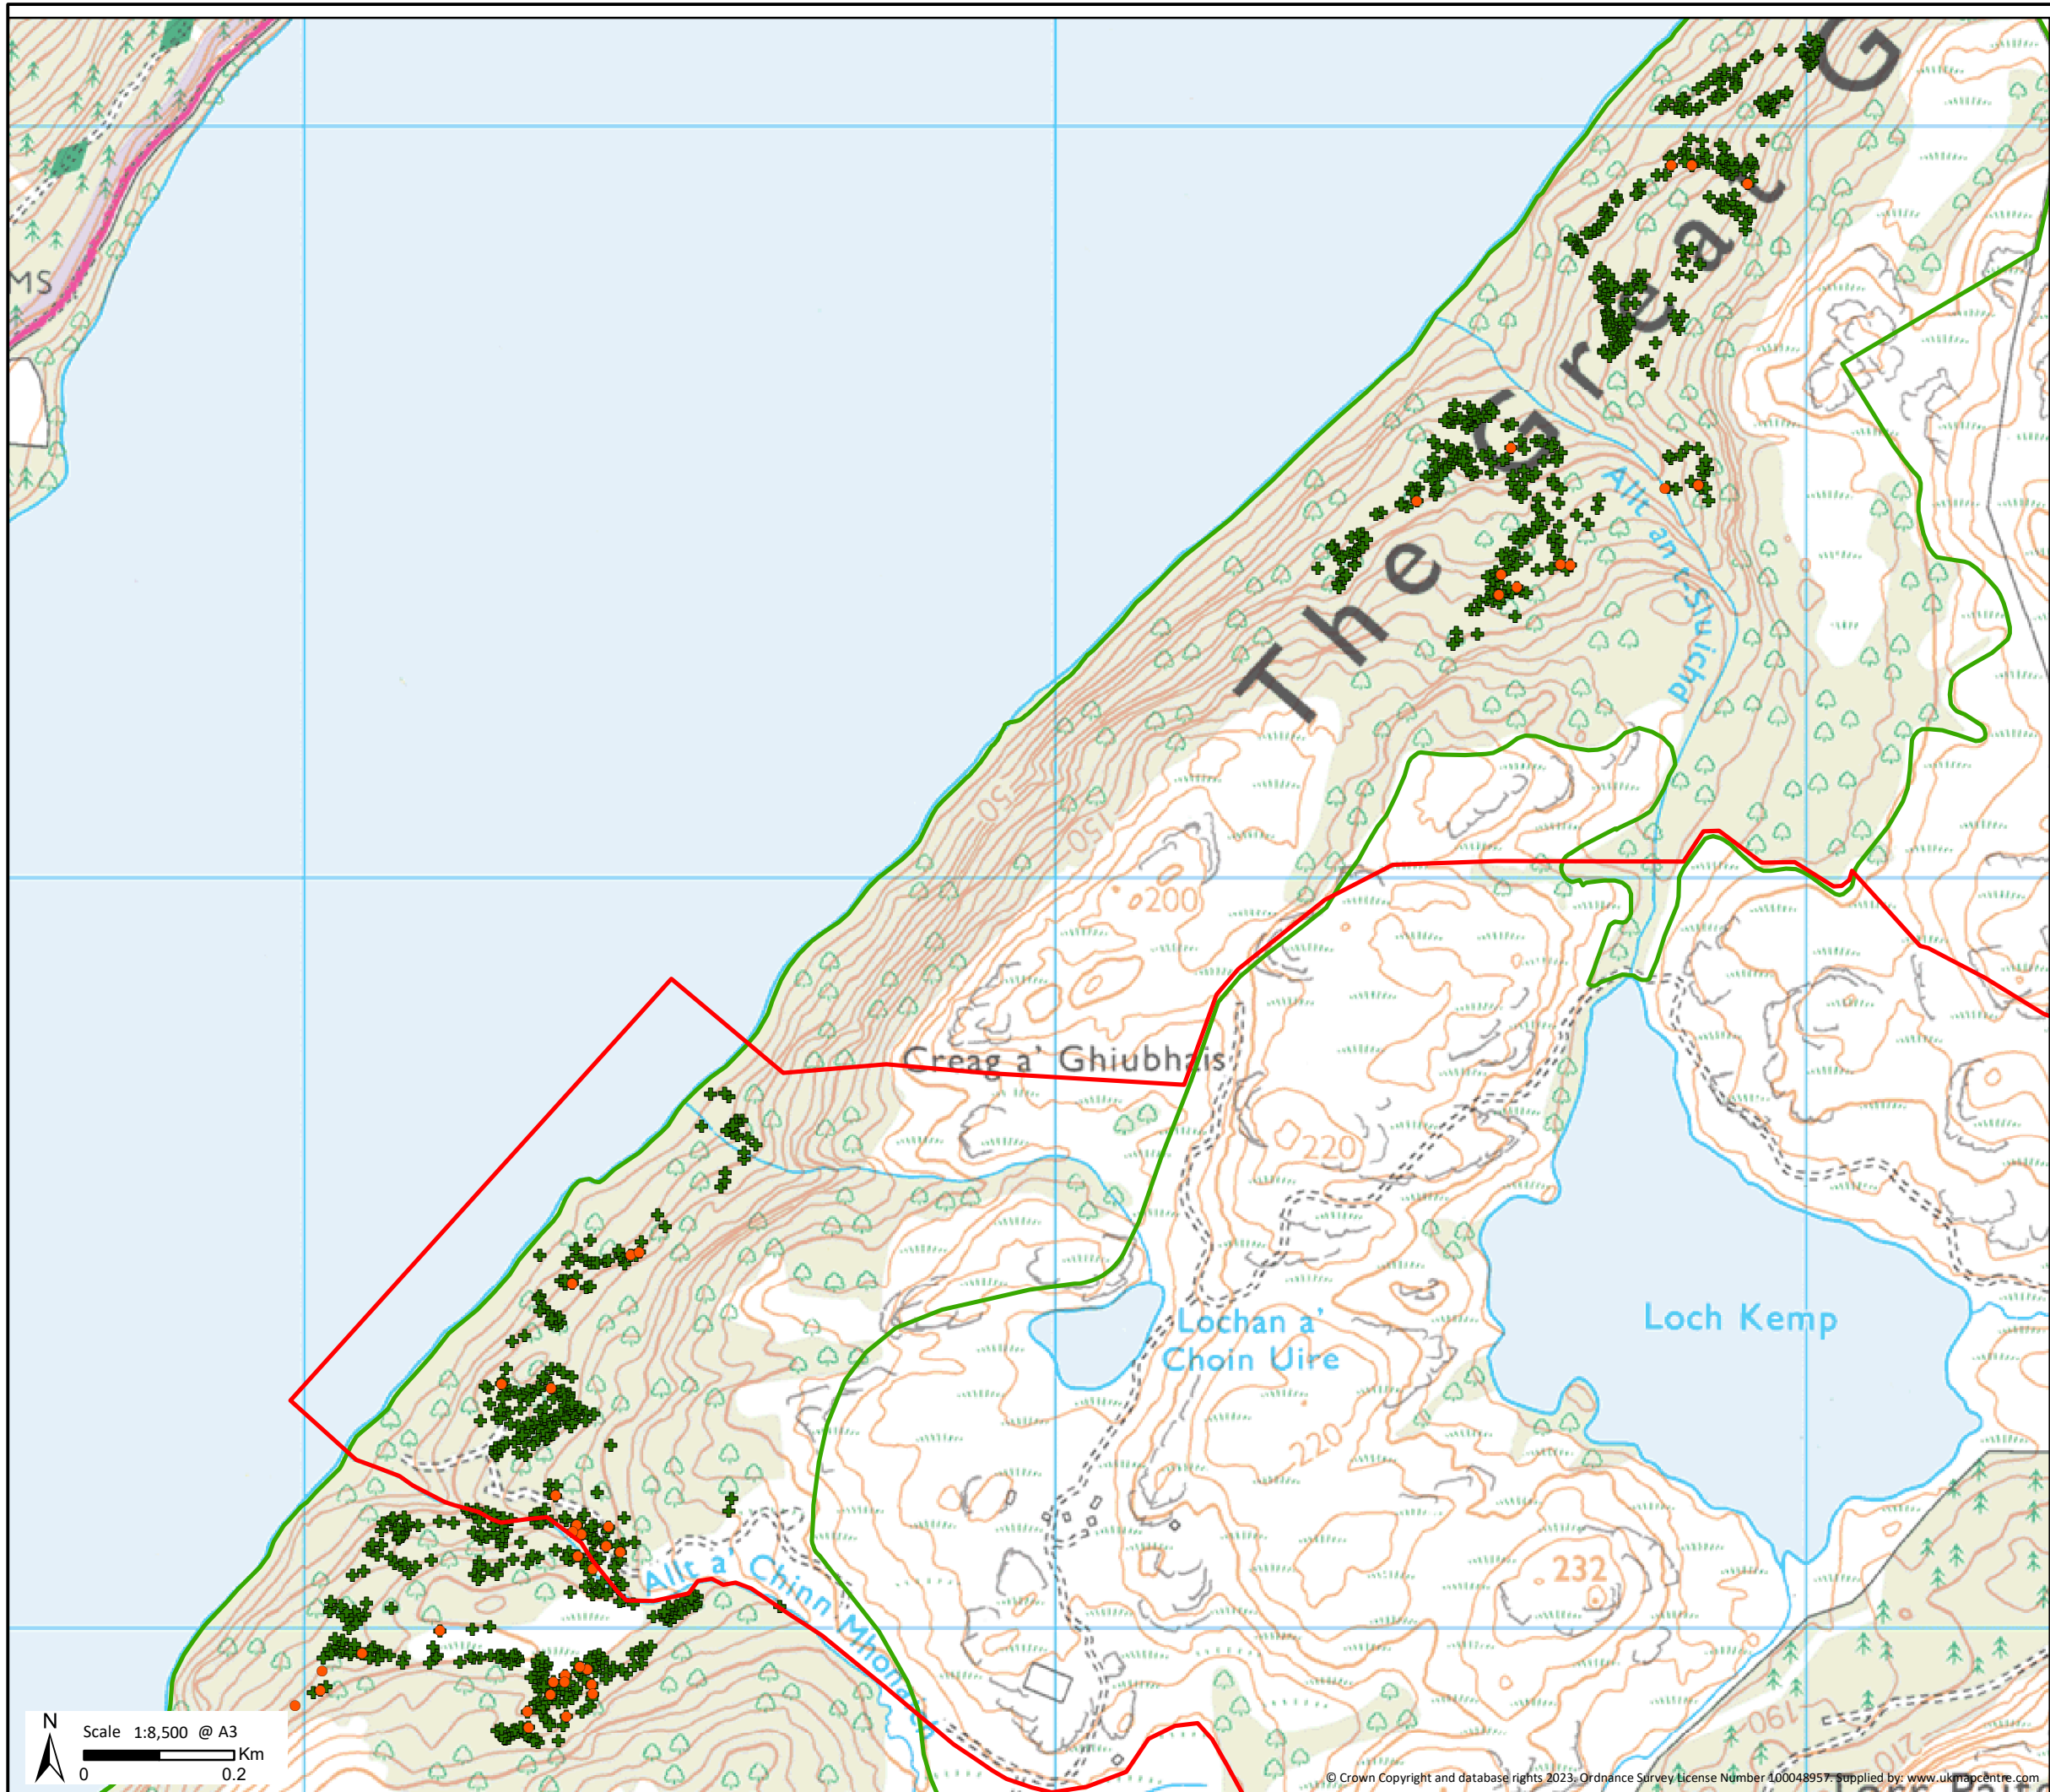 MS
The Great G
Allt an t-Sluichd
50
150
200
Creag a' Ghiubhais
220
Lochan a'
Choin Uire
Loch Kemp
220
232
Allt a' Chinn Mhonaich
190
210
N
Scale 1:8,500 @ A3
Km
0 0.2
© Crown Copyright and database rights 2023. Ordnance Survey License Number 100048957. Supplied by: www.ukmapcentre.com